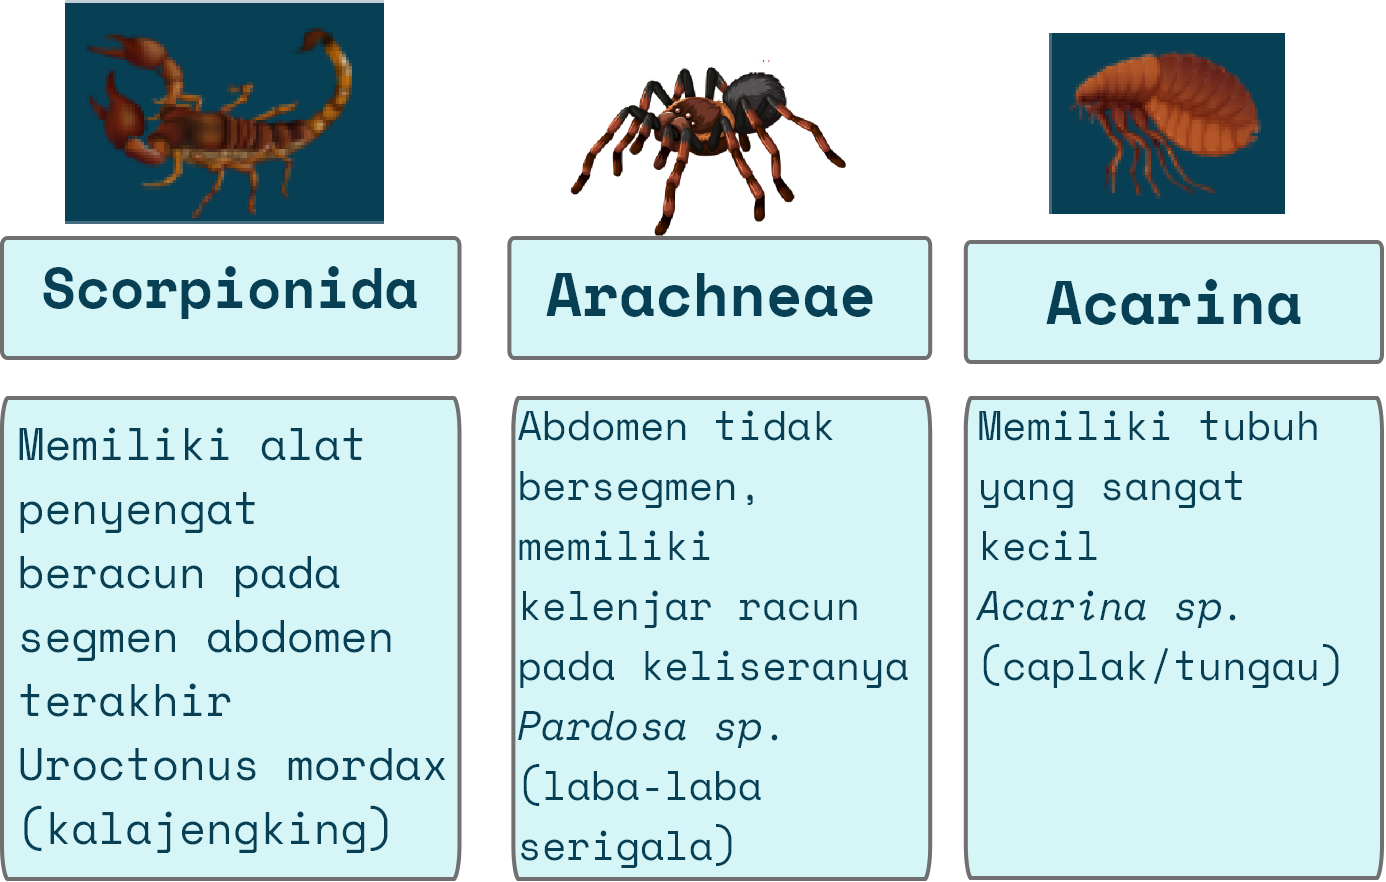 Scorpionida
Arachneae
Acarina
Memiliki alat
penyengat
beracun pada
segmen abdomen
terakhir
Uroctonus mordax
(kalajengking)
Abdomen tidak
bersegmen,
memiliki
kelenjar racun
pada keliseranya
Pardosa sp.
(laba-laba
serigala)
Memiliki tubuh
yang sangat
kecil
Acarina sp.
(caplak/tungau)